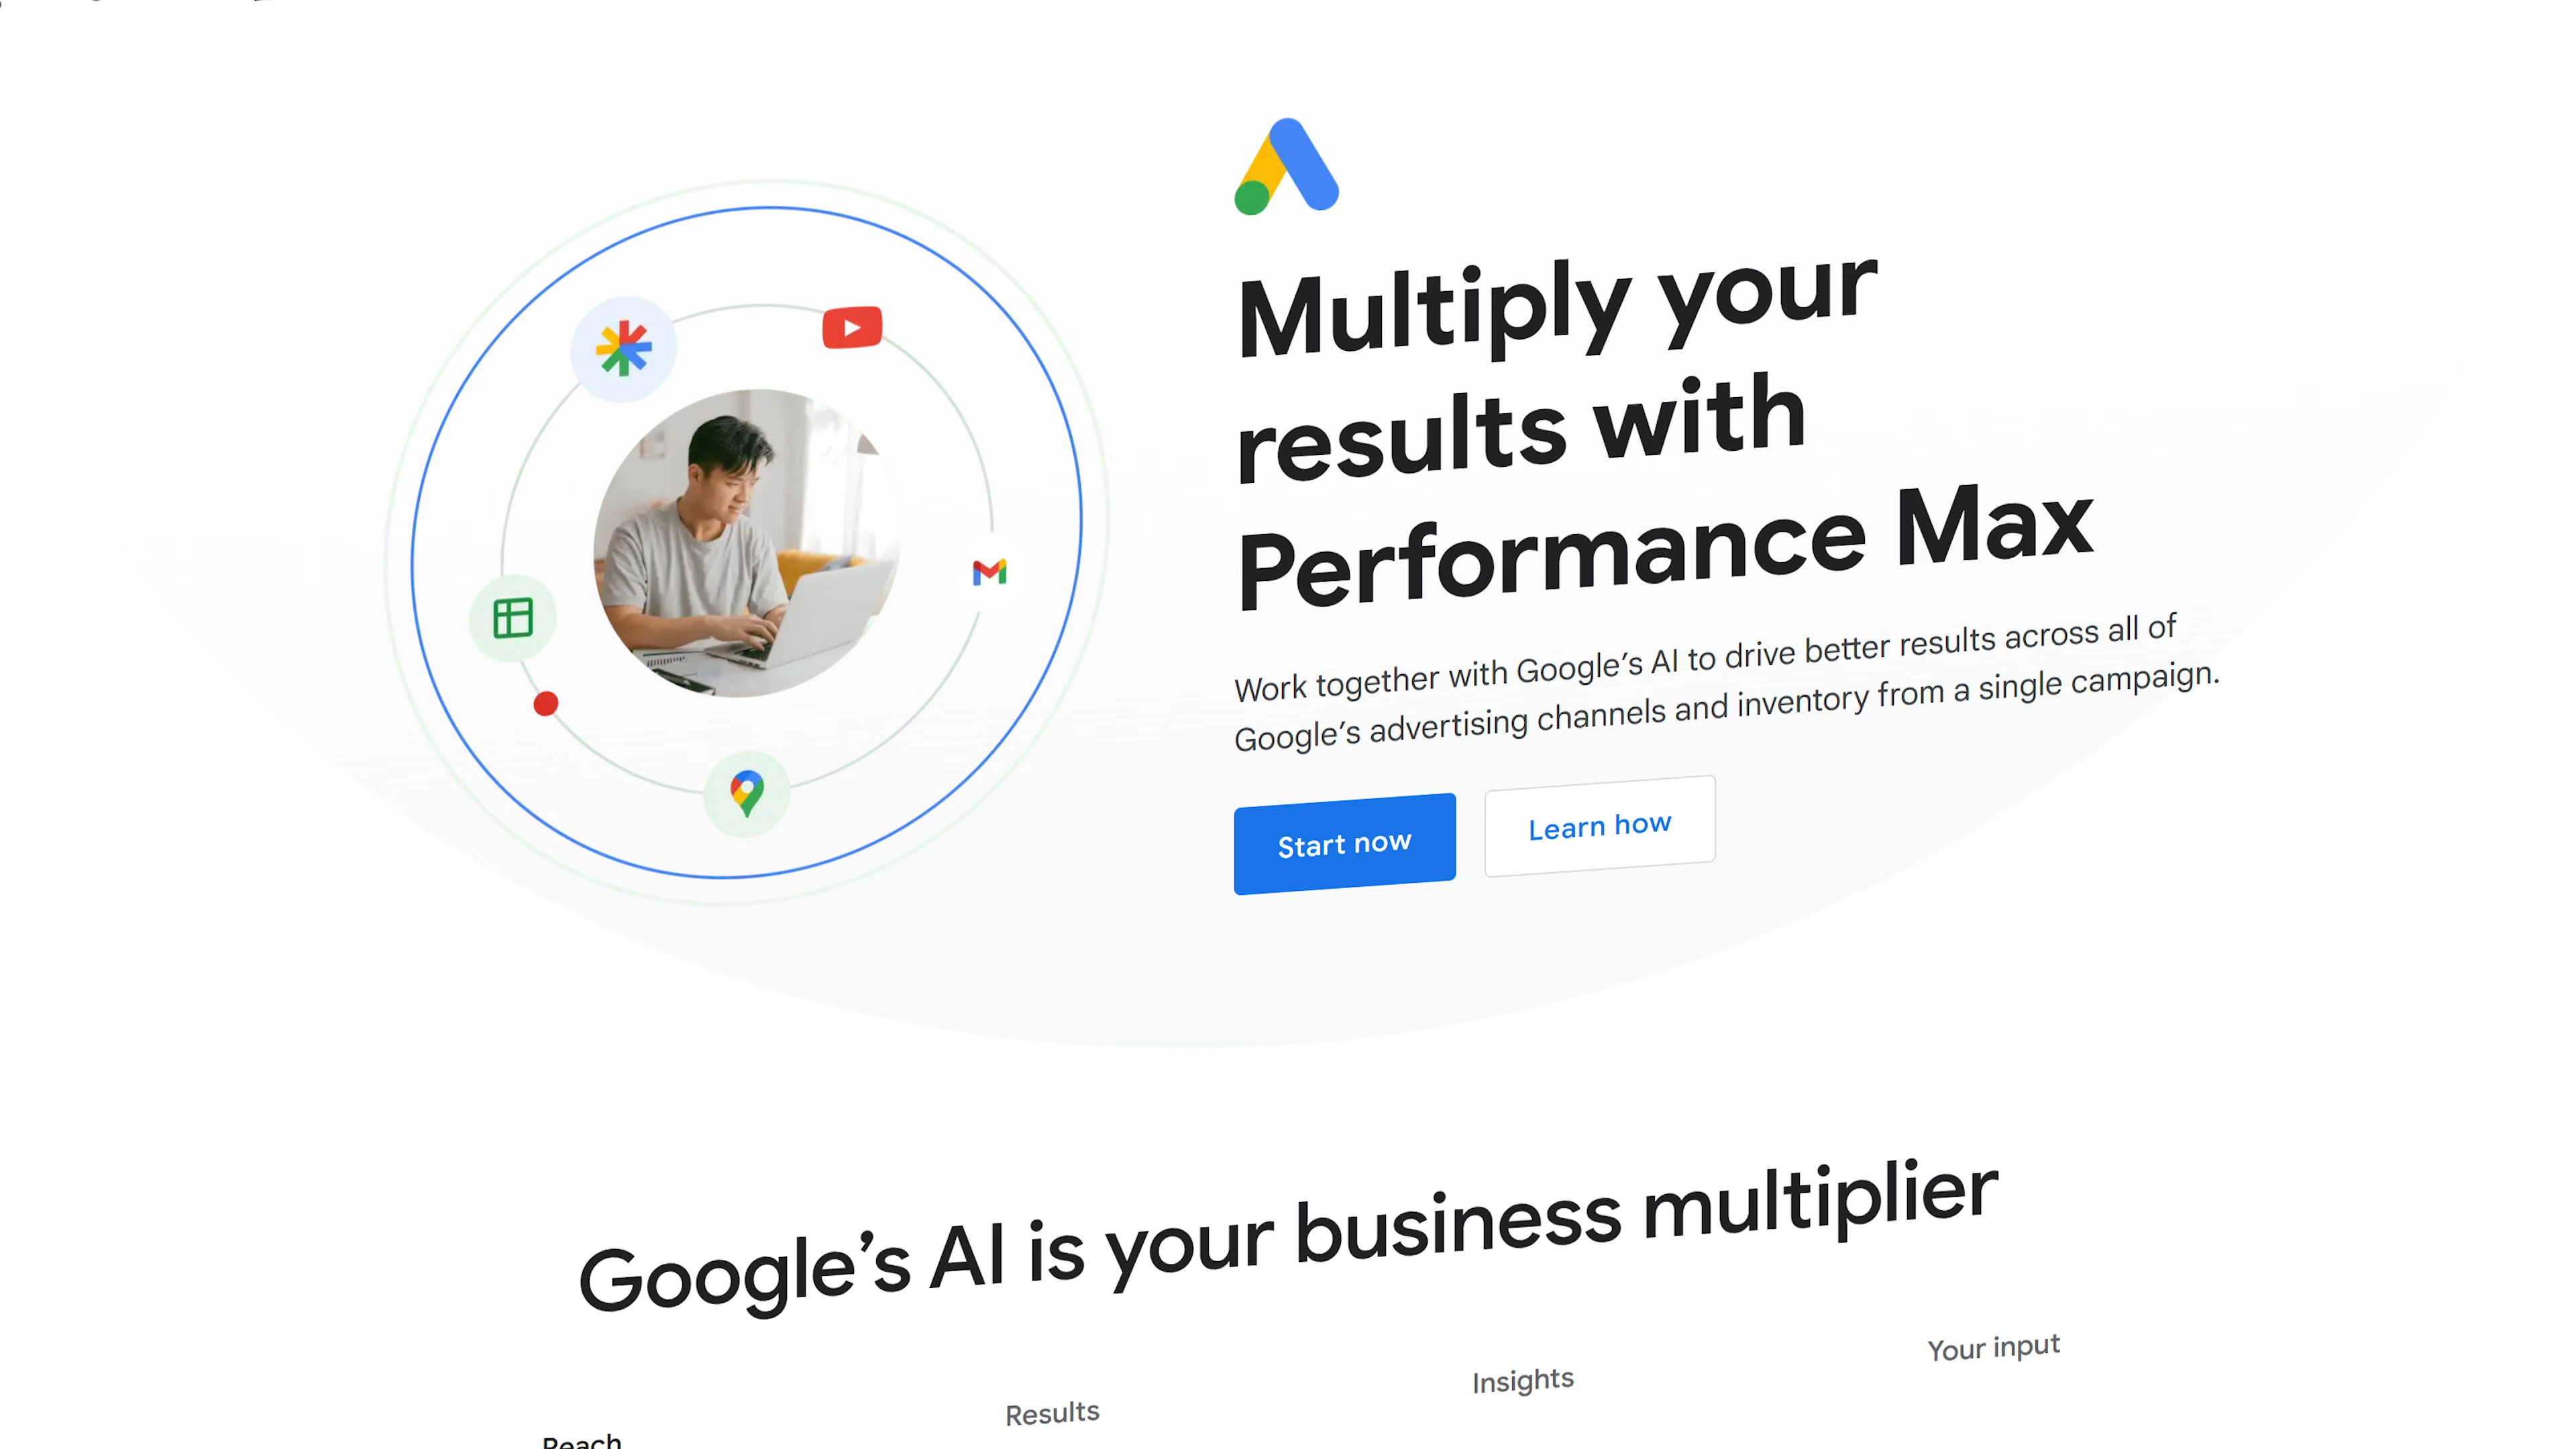 Multiply your
results with
Performance Max
Work together with Google’s AI to drive better results across all of
Google’s advertising channels and inventory from a single campaign.
Start now
Learn how
Google’s AI is your business multiplier
Reach
Results
Insights
Your input